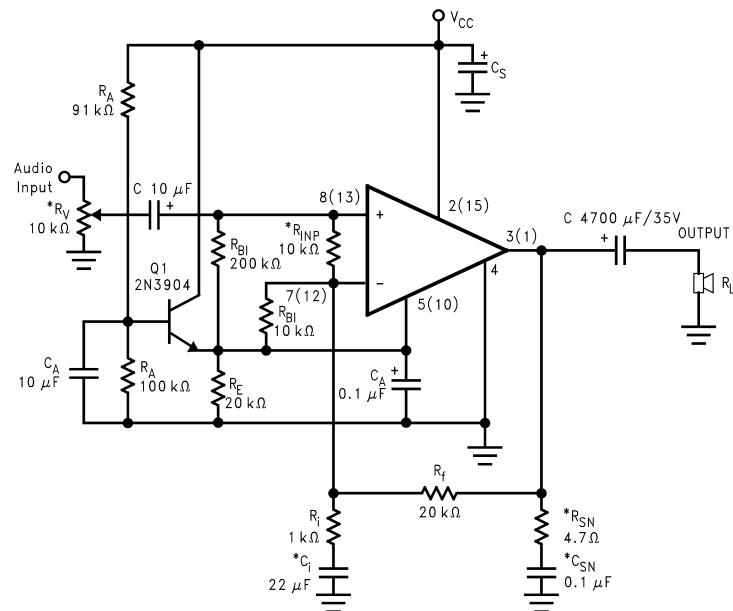 V_CC
+
C_S
R_A
91 kΩ
Audio
Input
*R_V
10 kΩ
C 10 μF
+
8(13)
+
2(15)
*R_INP
10 kΩ
C 4700 μF/35V
+
3(1)
OUTPUT
R_BI
200 kΩ
Q1
2N3904
7(12)
−
4
R_L
R_BI
10 kΩ
5(10)
C_A
10 μF
R_A
100 kΩ
R_E
20 kΩ
+
C_A
0.1 μF
R_f
20 kΩ
R_i
1 kΩ
*R_SN
4.7Ω
*C_i
22 μF
*C_SN
0.1 μF